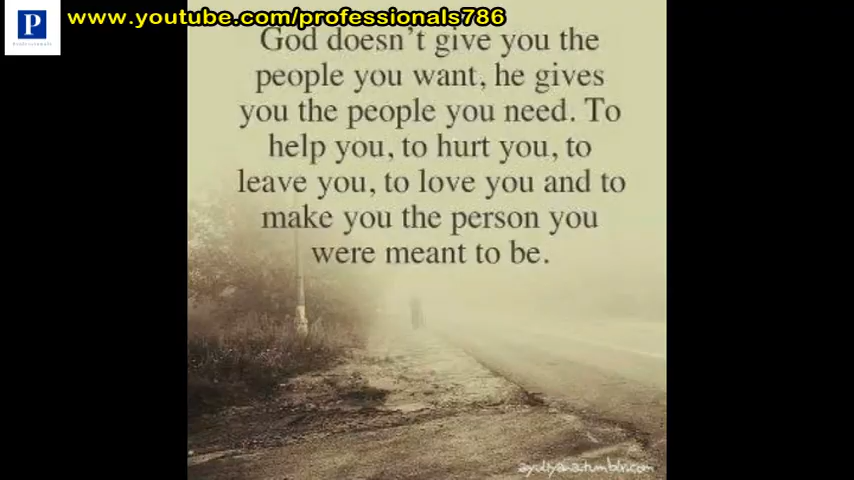 www.youtube.com/professionals786
P
Professionals
God doesn't give you the
people you want, he gives
you the people you need. To
help you, to hurt you, to
leave you, to love you and to
make you the person you
were meant to be.